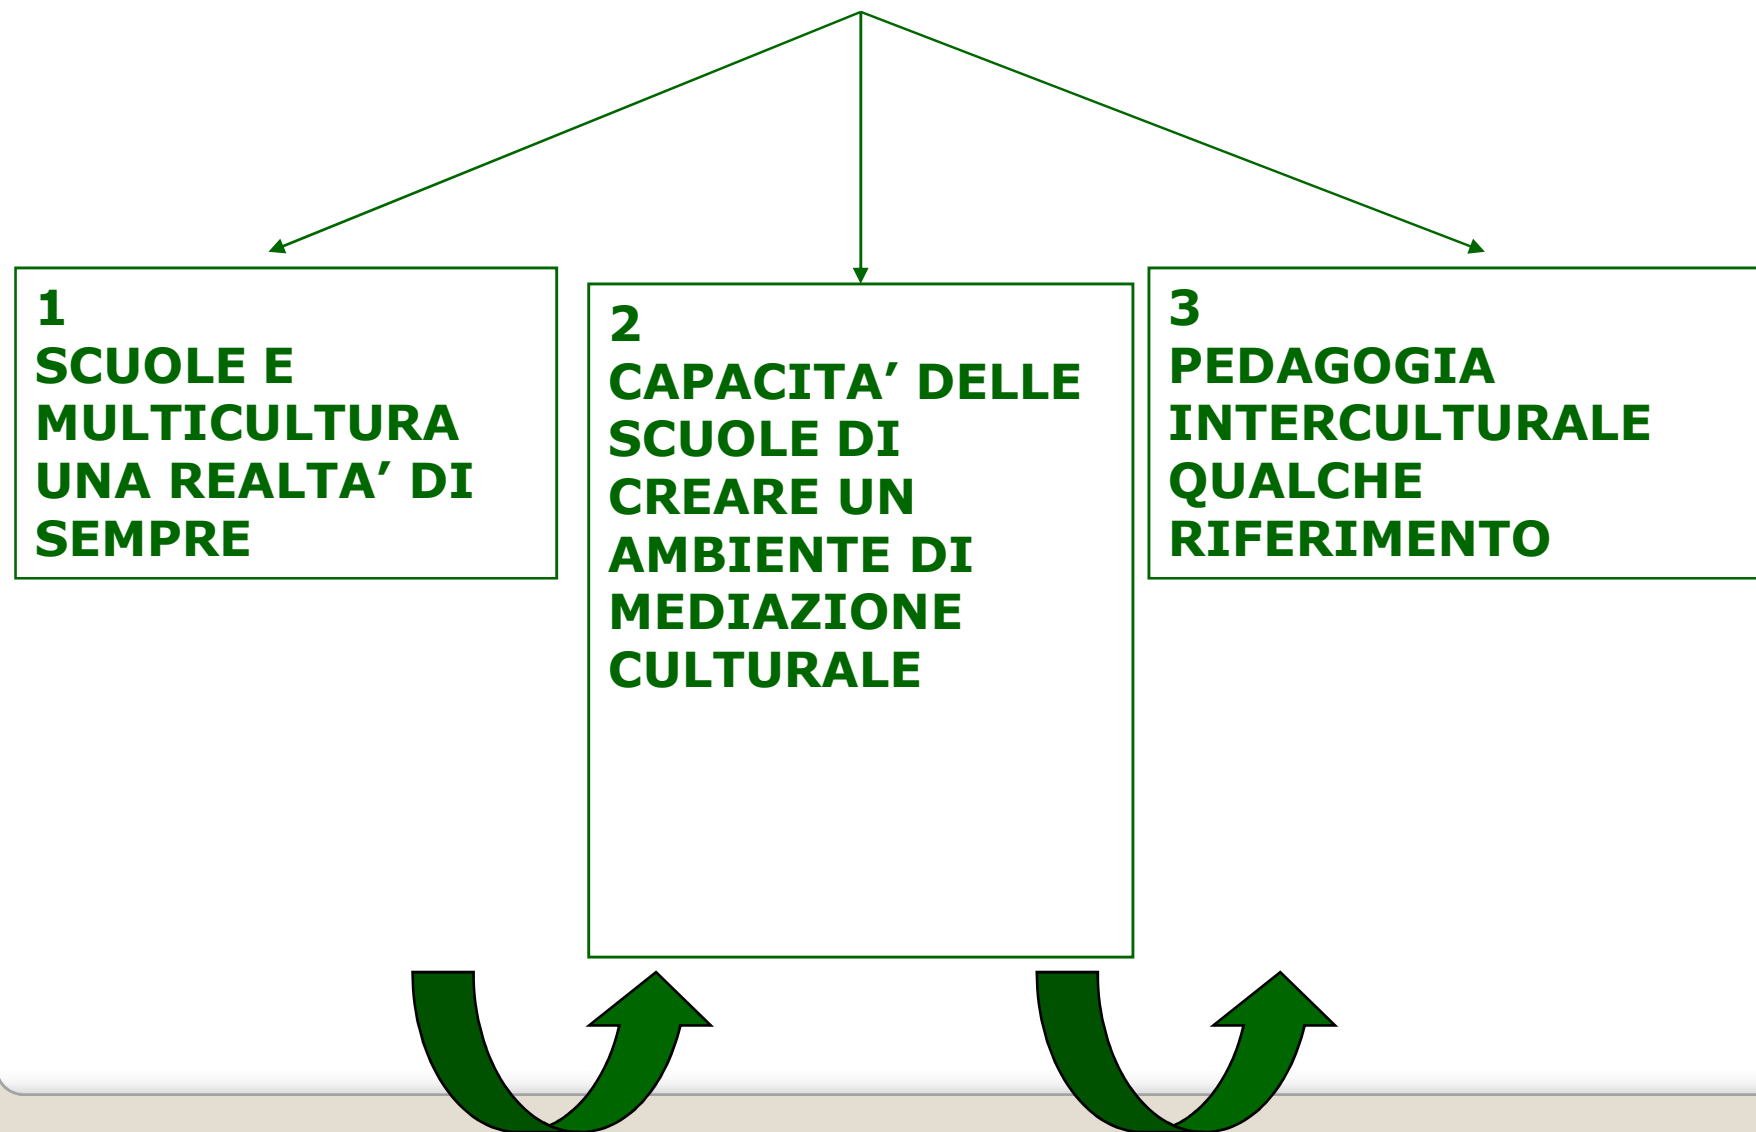 1
SCUOLE E
MULTICULTURA
UNA REALTA’ DI
SEMPRE
2
CAPACITA’ DELLE
SCUOLE DI
CREARE UN
AMBIENTE DI
MEDIAZIONE
CULTURALE
3
PEDAGOGIA
INTERCULTURALE
QUALCHE
RIFERIMENTO